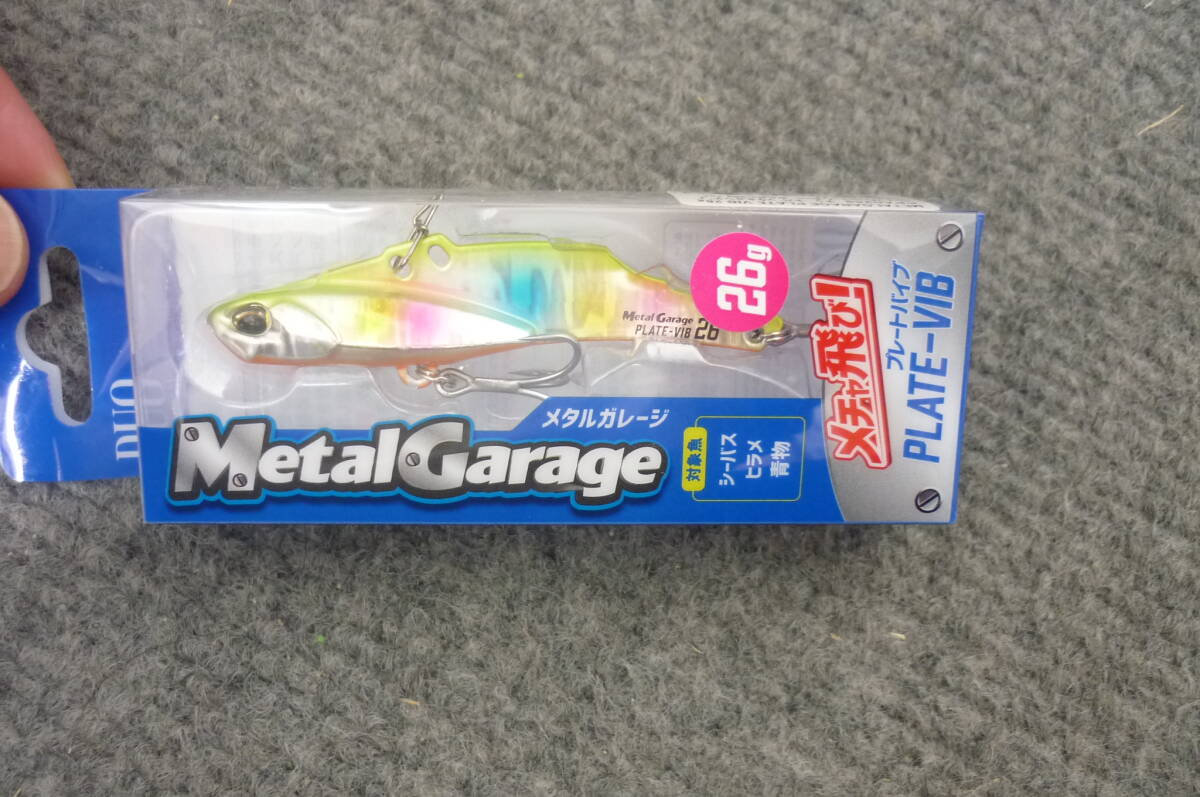 DUO
Metal Garage
PLATE-VIB 26
26g
メタルガレージ
Metal Garage
対象魚
シーバス
ヒラメ
青物
メチャ飛び!
プレートバイブ
PLATE-VIB